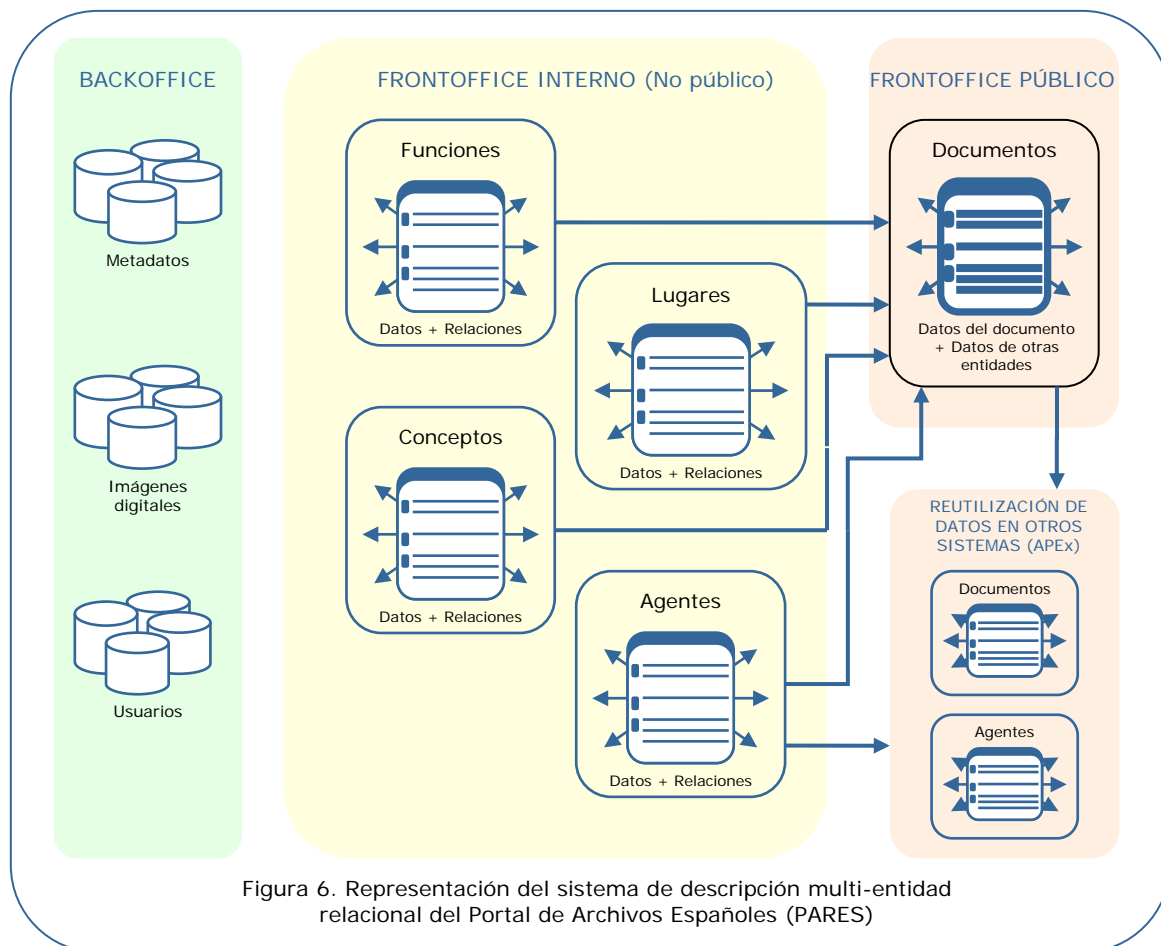 BACKOFFICE
Metadatos
Imágenes
digitales
Usuarios
FRONTOFFICE INTERNO (No público)
Funciones
Datos + Relaciones
Lugares
Datos + Relaciones
Conceptos
Datos + Relaciones
Agentes
Datos + Relaciones
FRONTOFFICE PÚBLICO
Documentos
Datos del documento
+ Datos de otras
entidades
REUTILIZACIÓN DE
DATOS EN OTROS
SISTEMAS (APEx)
Documentos
Agentes
Figura 6. Representación del sistema de descripción multi-entidad
relacional del Portal de Archivos Españoles (PARES)